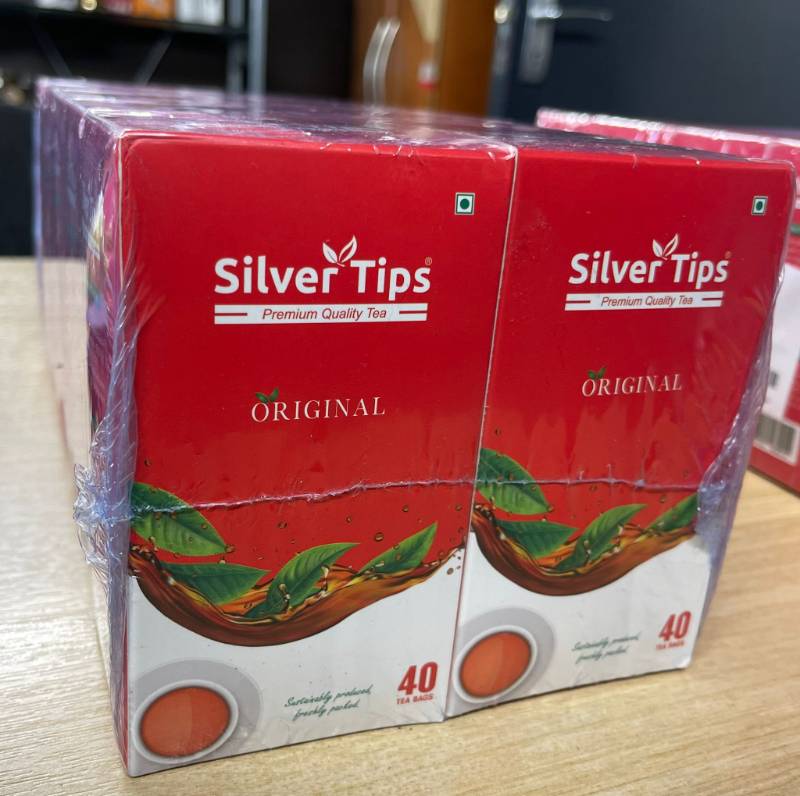 Silver Tips®
Premium Quality Tea
ORIGINAL
Sustainably produced,
freshly packed.
40
TEA BAGS
Silver Tips
Premium Quality Tea
ORIGINAL
Sustainably produced,
freshly packed.
40
TEA BAGS